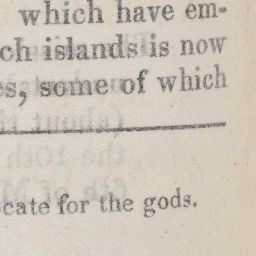 which have em-
ch islands is now
es, some of which
cate for the gods.